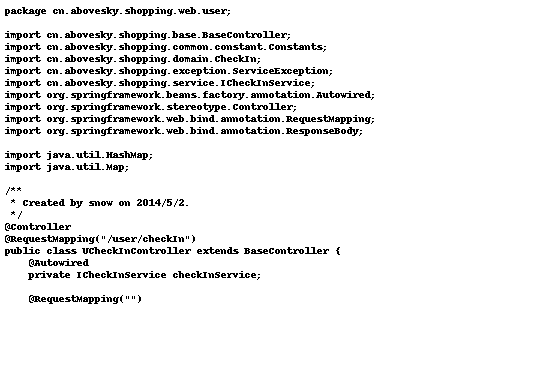 package cn.abovesky.shopping.web.user;

import cn.abovesky.shopping.base.BaseController;
import cn.abovesky.shopping.common.constant.Constants;
import cn.abovesky.shopping.domain.CheckIn;
import cn.abovesky.shopping.exception.ServiceException;
import cn.abovesky.shopping.service.ICheckInService;
import org.springframework.beans.factory.annotation.Autowired;
import org.springframework.stereotype.Controller;
import org.springframework.web.bind.annotation.RequestMapping;
import org.springframework.web.bind.annotation.ResponseBody;

import java.util.HashMap;
import java.util.Map;

/**
 * Created by snow on 2014/5/2.
 */
@Controller
@RequestMapping("/user/checkIn")
public class UCheckInController extends BaseController {
    @Autowired
    private ICheckInService checkInService;

    @RequestMapping("")